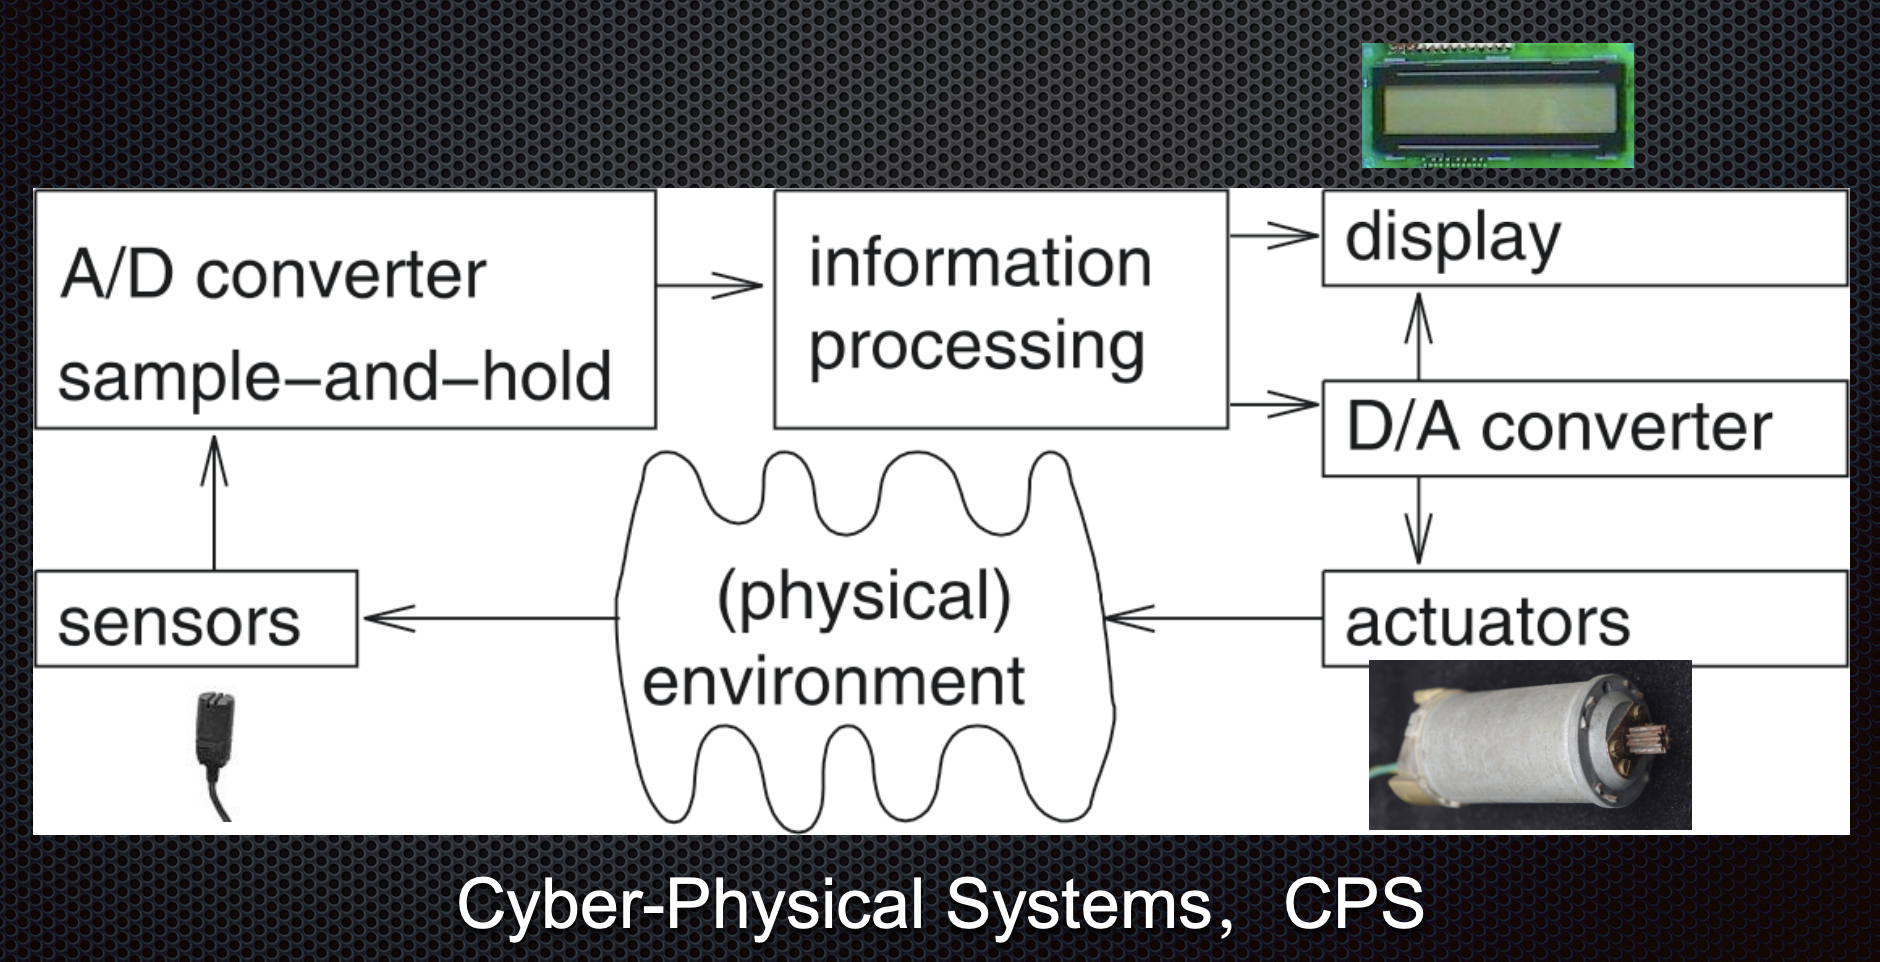 A/D converter
sample–and–hold
information
processing
display
D/A converter
sensors
(physical)
environment
actuators
Cyber-Physical Systems，CPS